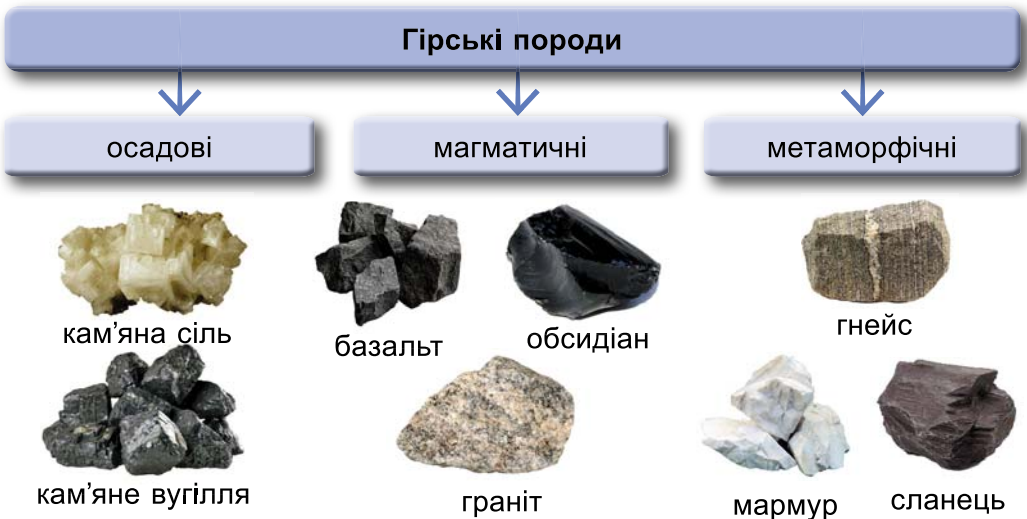 Гірські породи
осадові
магматичні
метаморфічні
кам’яна сіль
базальт
обсидіан
гнейс
кам’яне вугілля
граніт
мармур
сланець